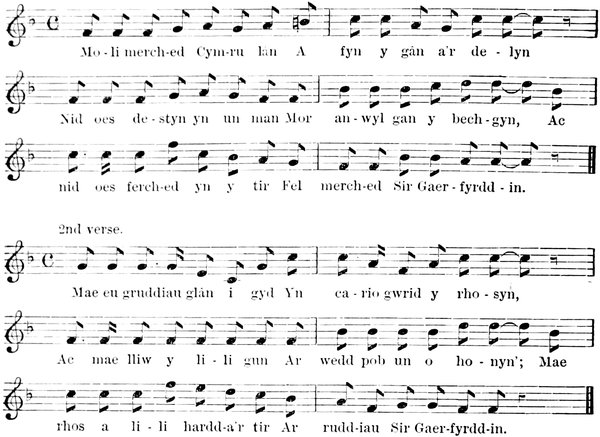 Mo-li merch-ed Cym-ru lan A fyn y gân a'r de-lyn
Nid oes de-styn yn un man Mor an-wyl gan y bech-gyn, Ac
nid oes ferch-ed yn y tir Fel merch-ed Sir Gaer-fyrdd-in.
2nd verse.
Mae eu gruddiau glân i gyd Yn ca-rio gwrid y rho-syn,
Ac mae lliw y li-li gun Ar wedd pob un o ho-nyn'; Mae
rhos a li-li hardd-a'r tir Ar rudd-iau Sir Gaer-fyrdd-in.